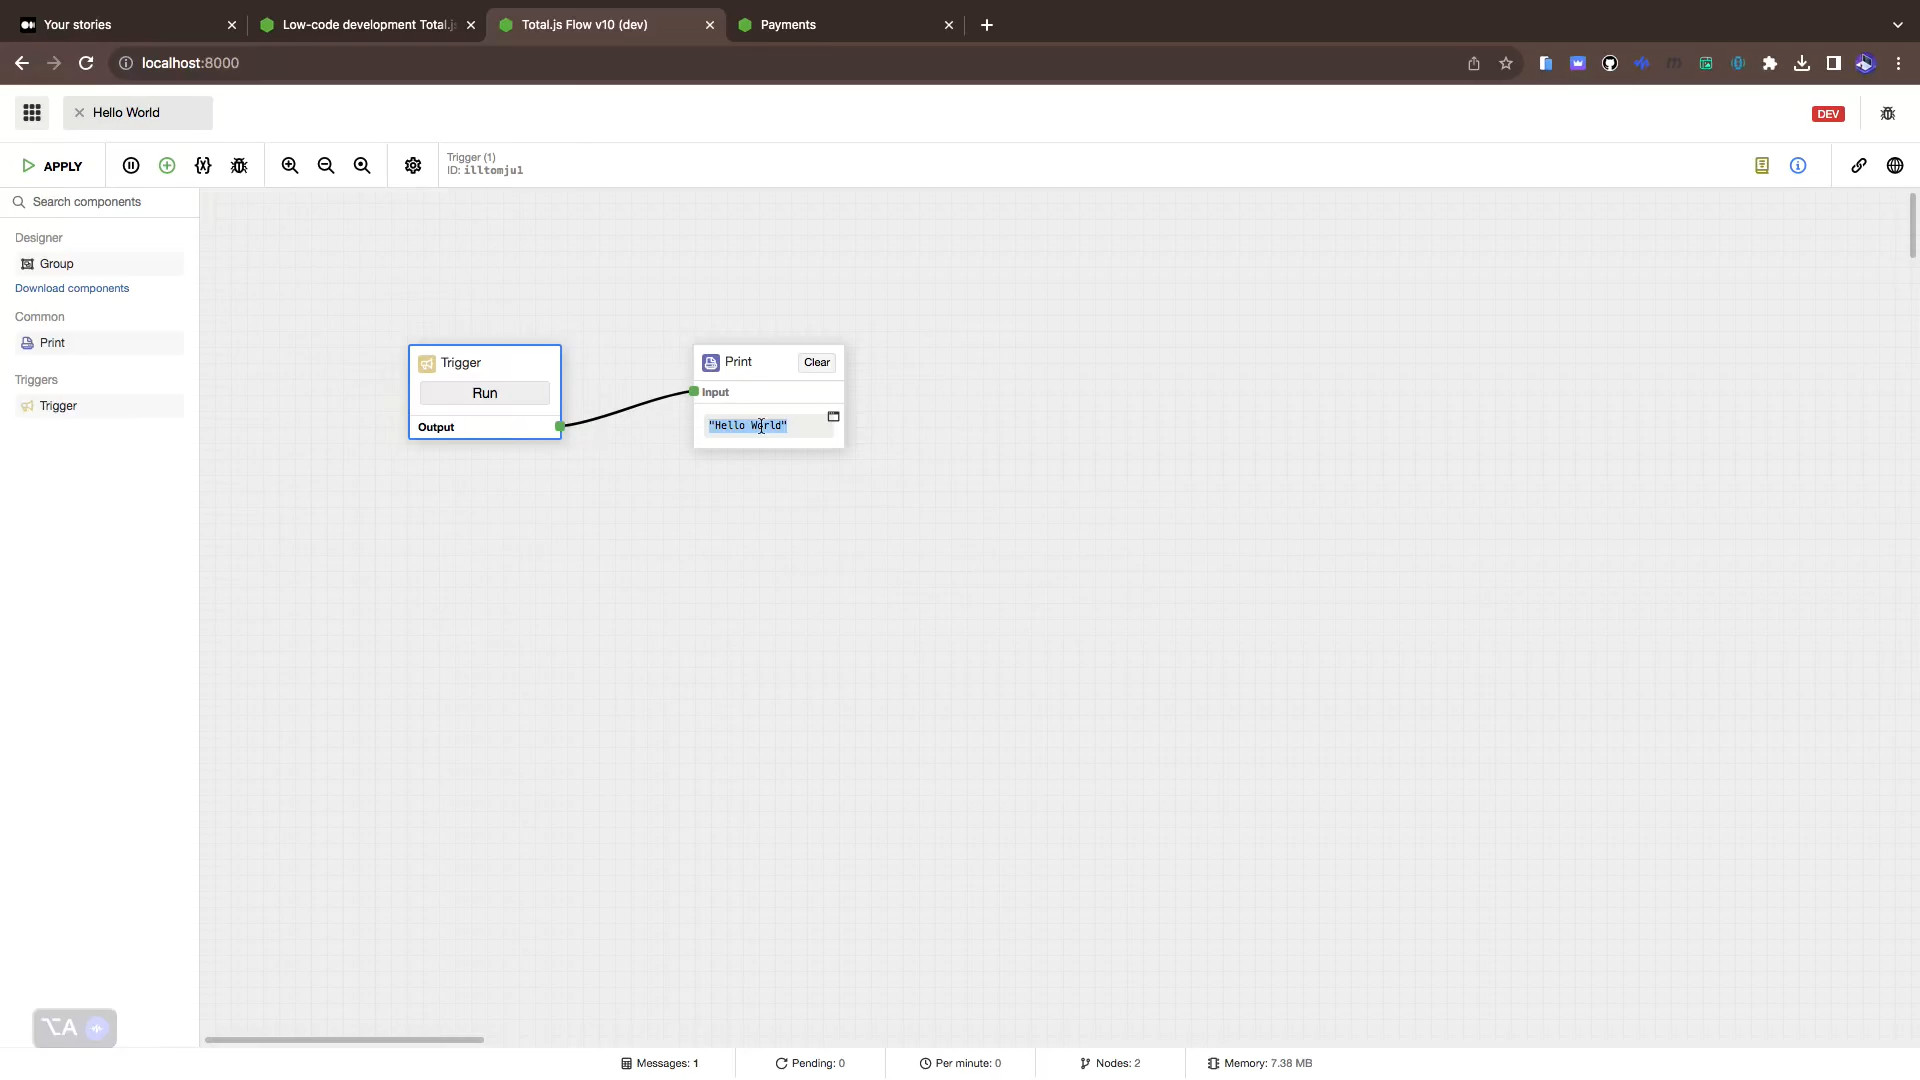 Your stories
Low-code development Total.js
Total.js Flow v10 (dev)
Payments
localhost:8000
Hello World
DEV
APPLY
Trigger (1)
ID: illtomju1
Search components
Designer
Group
Download components
Common
Print
Triggers
Trigger
Trigger
Run
Output
Print
Clear
Input
"Hello World"
⌥A
Messages: 1
Pending: 0
Per minute: 0
Nodes: 2
Memory: 7.38 MB